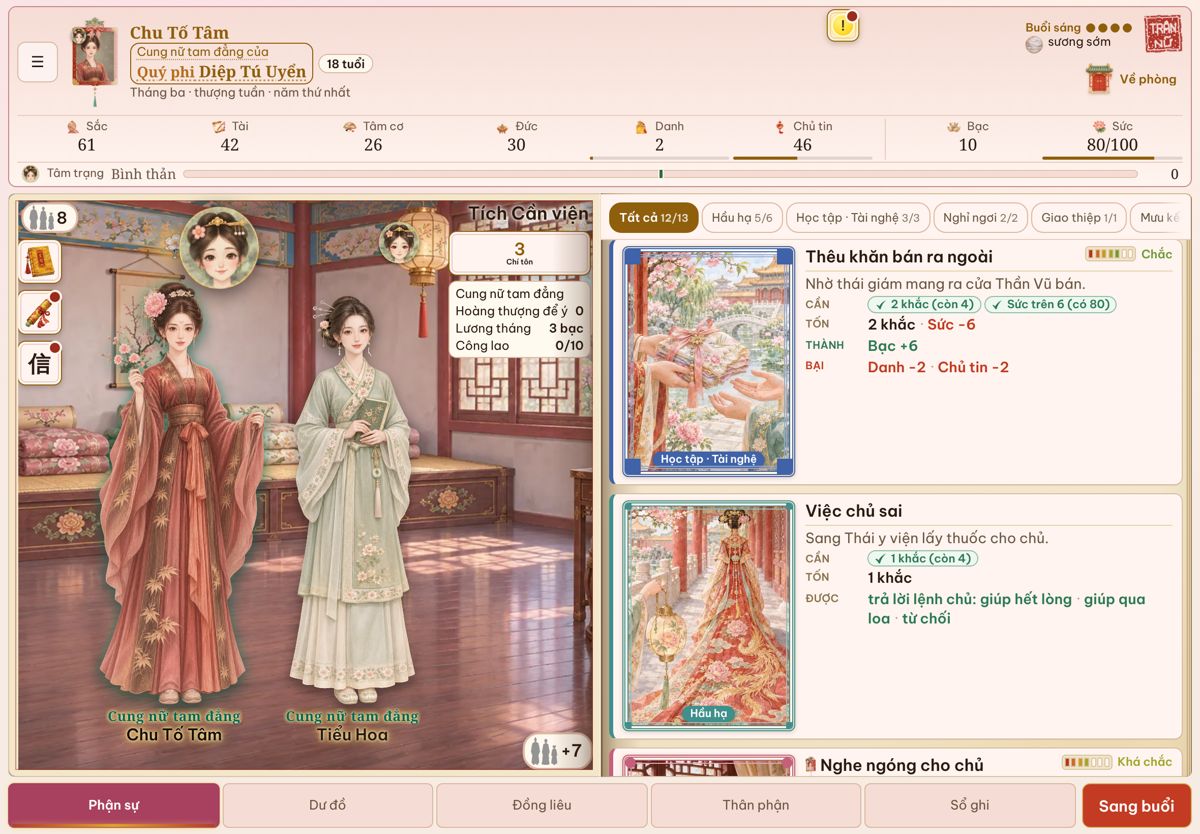 Chu Tố Tâm
Cung nữ tam đẳng của
Quý phi Diệp Tú Uyển
18 tuổi
Tháng ba · thượng tuần · năm thứ nhất
!
Buổi sáng
sương sớm
TRÂN NỮ
Về phòng
Sắc
61
Tài
42
Tâm cơ
26
Đức
30
Danh
2
Chủ tin
46
Bạc
10
Sức
80/100
Tâm trạng Bình thản
0
8
Tích Cần viện
3
Chí tôn
Cung nữ tam đẳng
Hoàng thượng để ý 0
Lương tháng 3 bạc
Công lao 0/10
信
Cung nữ tam đẳng
Chu Tố Tâm
Cung nữ tam đẳng
Tiểu Hoa
+7
Tất cả 12/13
Hầu hạ 5/6
Học tập · Tài nghệ 3/3
Nghỉ ngơi 2/2
Giao thiệp 1/1
Mưu kế
Thêu khăn bán ra ngoài
Chắc
Nhờ thái giám mang ra cửa Thần Vũ bán.
CẦN ✓ 2 khắc (còn 4) ✓ Sức trên 6 (có 80)
TỐN 2 khắc · Sức -6
THÀNH Bạc +6
BẠI Danh -2 · Chủ tin -2
Học tập · Tài nghệ
Việc chủ sai
Sang Thái y viện lấy thuốc cho chủ.
CẦN ✓ 1 khắc (còn 4)
TỐN 1 khắc
ĐƯỢC trả lời lệnh chủ: giúp hết lòng · giúp qua
loa · từ chối
Hầu hạ
Nghe ngóng cho chủ
Khá chắc
Phận sự
Dư đồ
Đồng liêu
Thân phận
Sổ ghi
Sang buổi